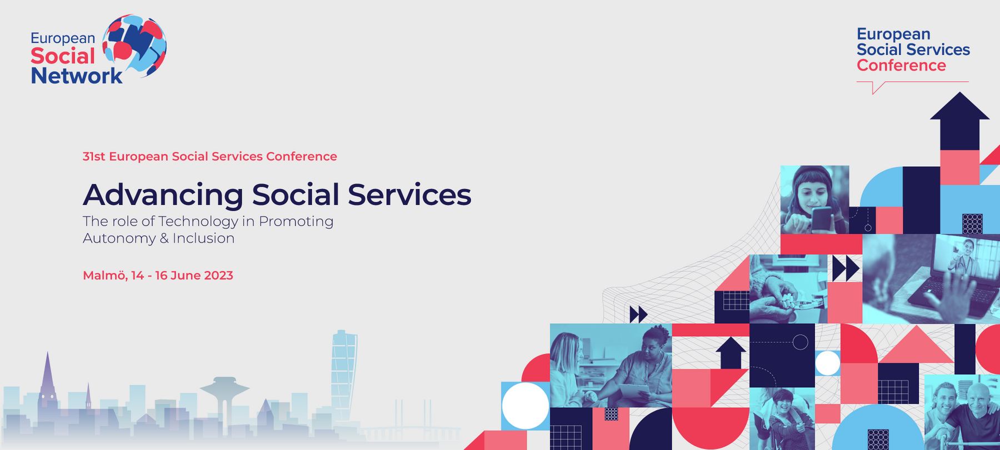 European
Social
Network
European
Social Services
Conference
31st European Social Services Conference
Advancing Social Services
The role of Technology in Promoting
Autonomy & Inclusion
Malmö, 14 - 16 June 2023